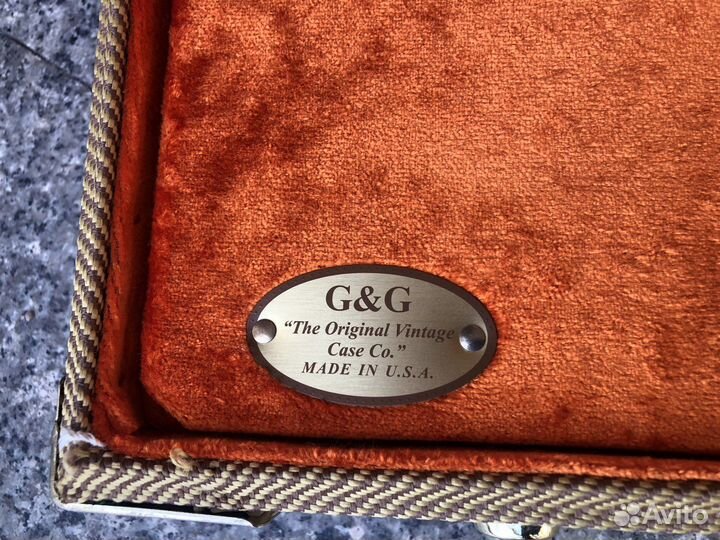 G&G
"The Original Vintage
Case Co."
MADE IN U.S.A.
Avito